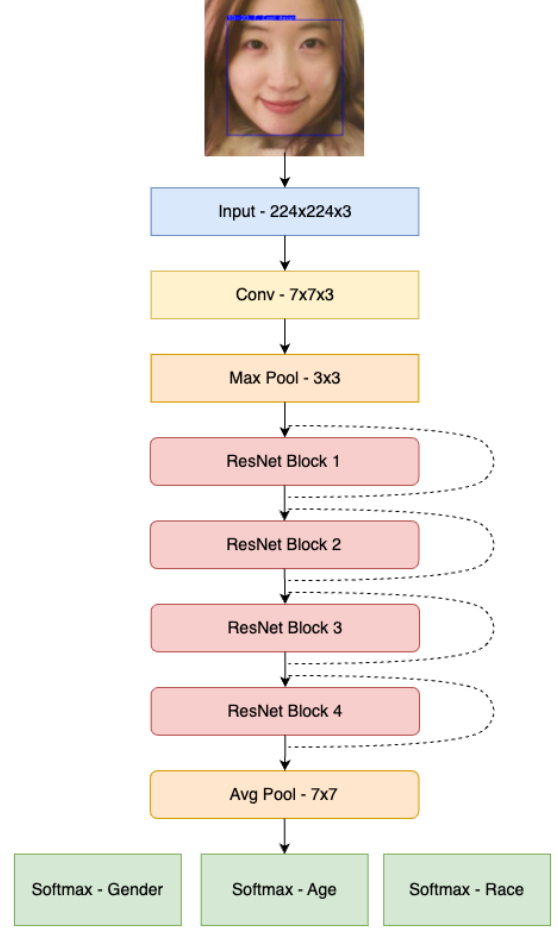 Input - 224x224x3
Conv - 7x7x3
Max Pool - 3x3
ResNet Block 1
ResNet Block 2
ResNet Block 3
ResNet Block 4
Avg Pool - 7x7
Softmax - Gender
Softmax - Age
Softmax - Race